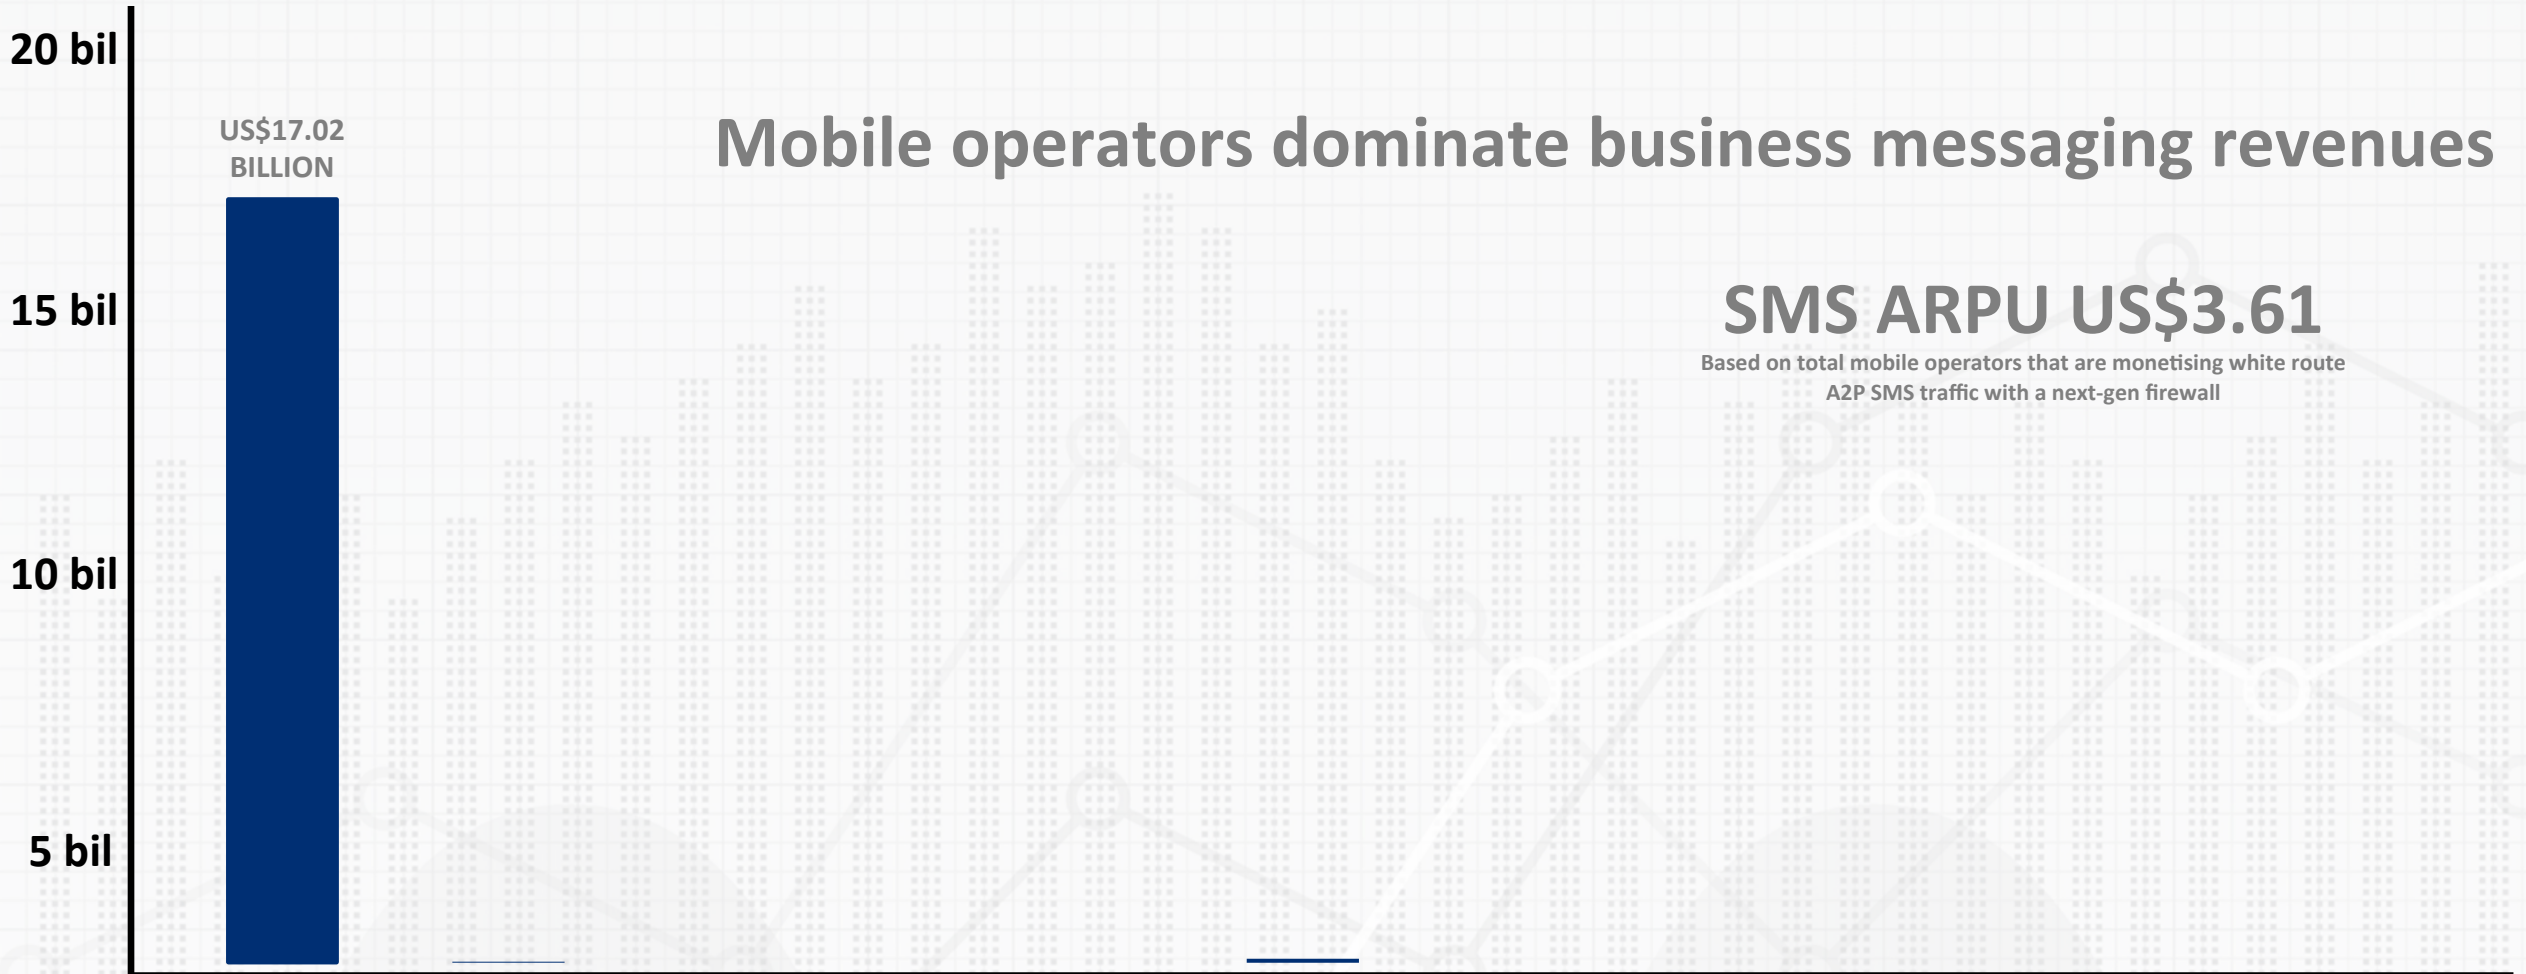 20 bil
US$17.02
BILLION
Mobile operators dominate business messaging revenues
15 bil
SMS ARPU US$3.61
Based on total mobile operators that are monetising white route
A2P SMS traffic with a next-gen firewall
10 bil
5 bil